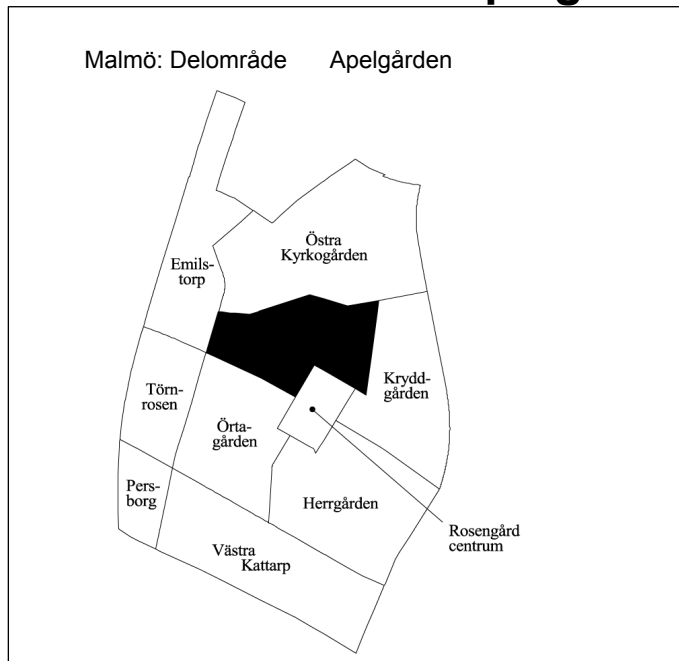 Malmö: Delområde Apelgården
Östra
Kyrkogården
Emils-
torp
Krydd-
gården
Törn-
rosen
Örta-
gården
Pers-
borg
Herrgården
Rosengård
centrum
Västra
Kattarp